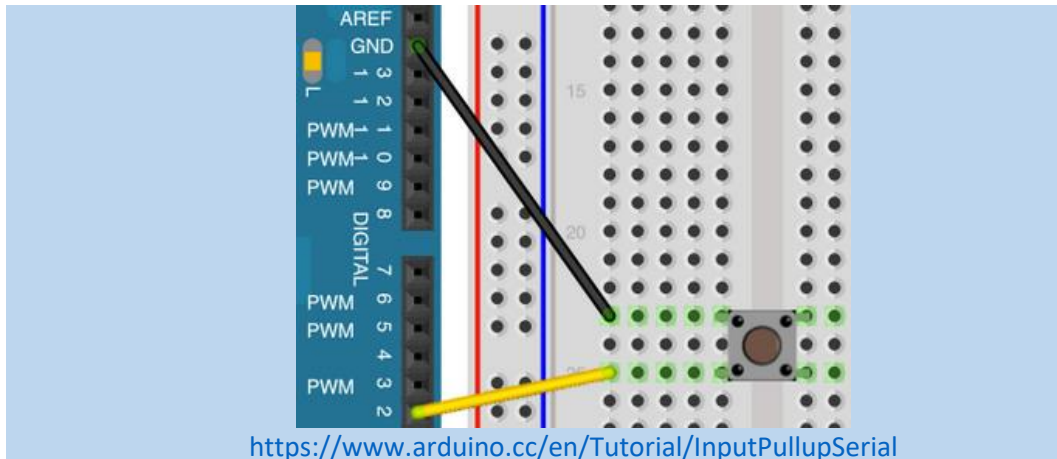 AREF
GND
L
13
12
PWM 11
PWM 10
PWM 9
8
DIGITAL
7
PWM 6
PWM 5
4
PWM 3
2
15
20
25
https://www.arduino.cc/en/Tutorial/InputPullupSerial